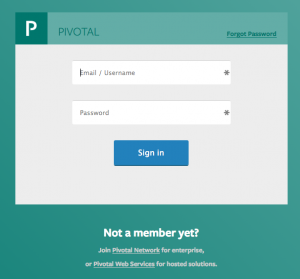 P PIVOTAL Forgot Password
Email / Username *
Password *
Sign in
Not a member yet?
Join Pivotal Network for enterprise,
or Pivotal Web Services for hosted solutions.